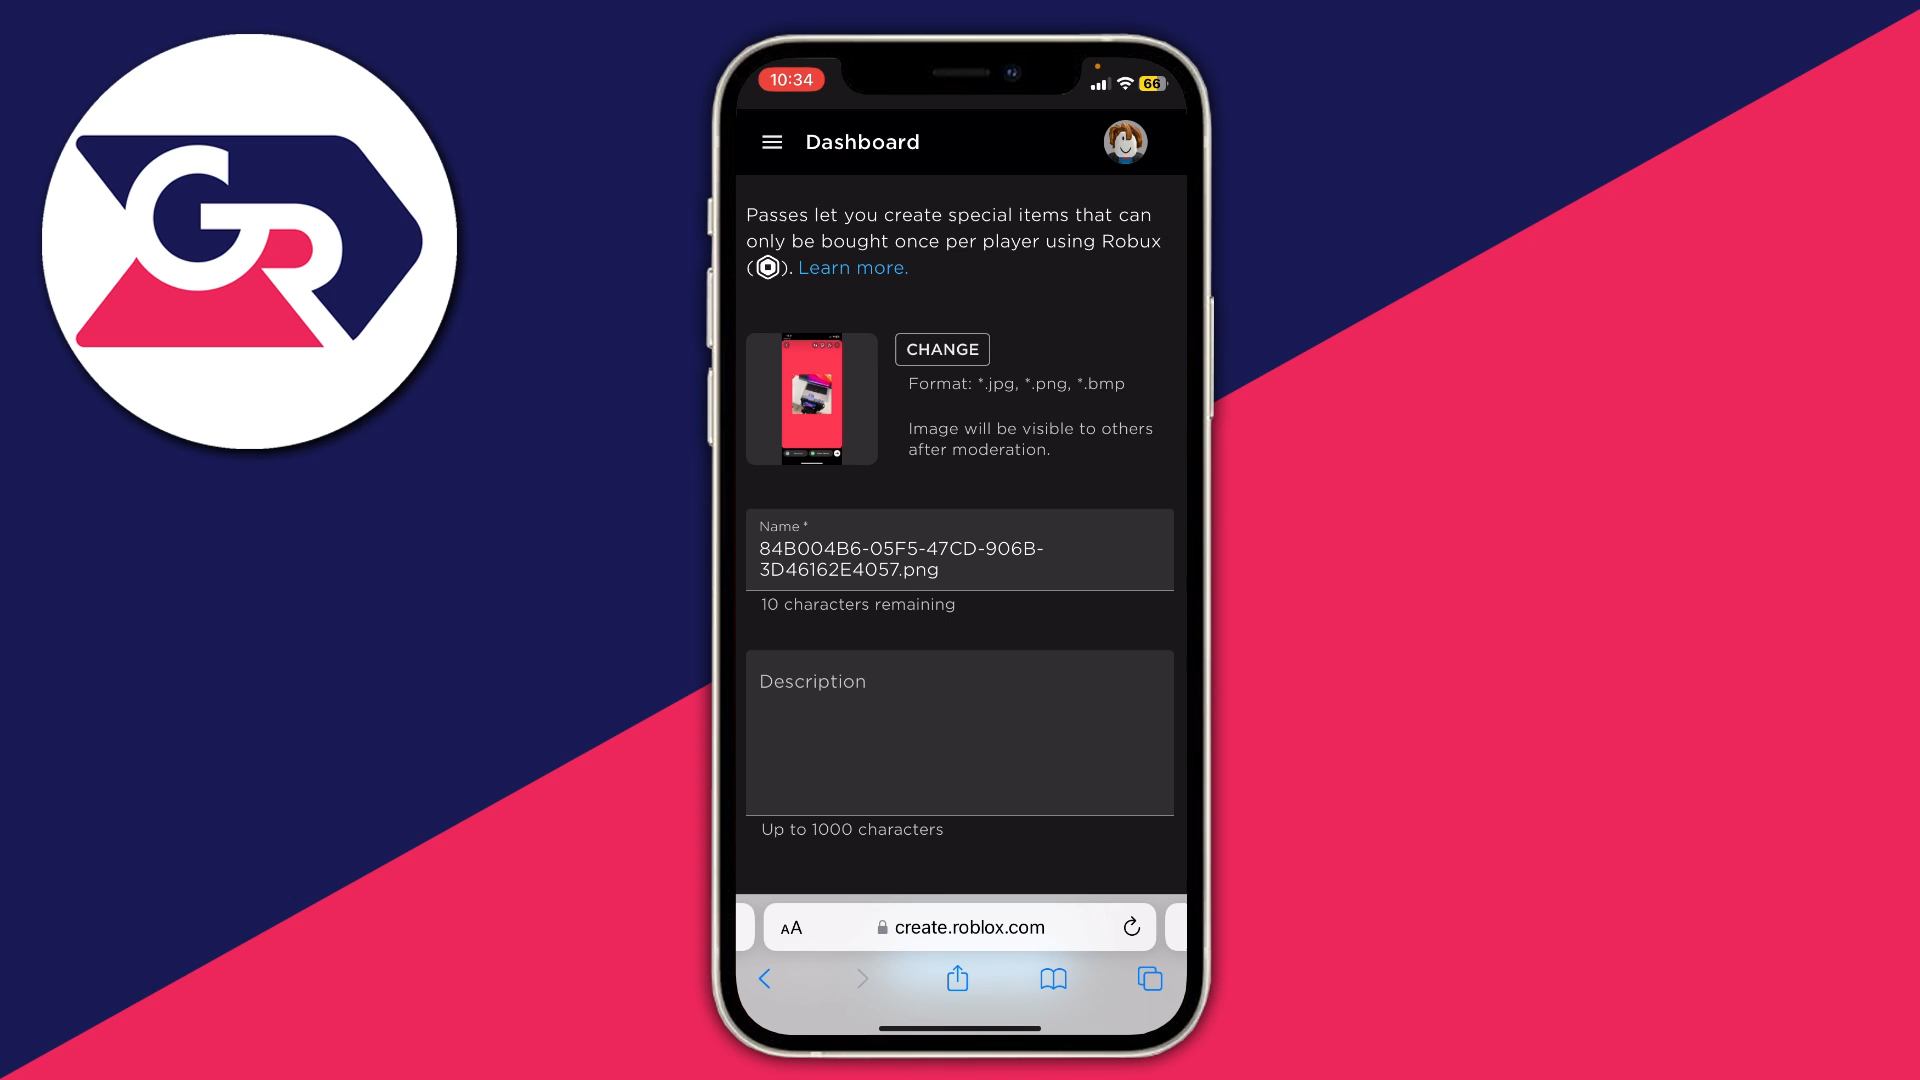 GR
10:34
66
Dashboard
Passes let you create special items that can
only be bought once per player using Robux
(). Learn more.
CHANGE
Format: *.jpg, *.png, *.bmp
Image will be visible to others
after moderation.
Name *
84B004B6-05F5-47CD-906B-
3D46162E4057.png
10 characters remaining
Description
Up to 1000 characters
AA
create.roblox.com